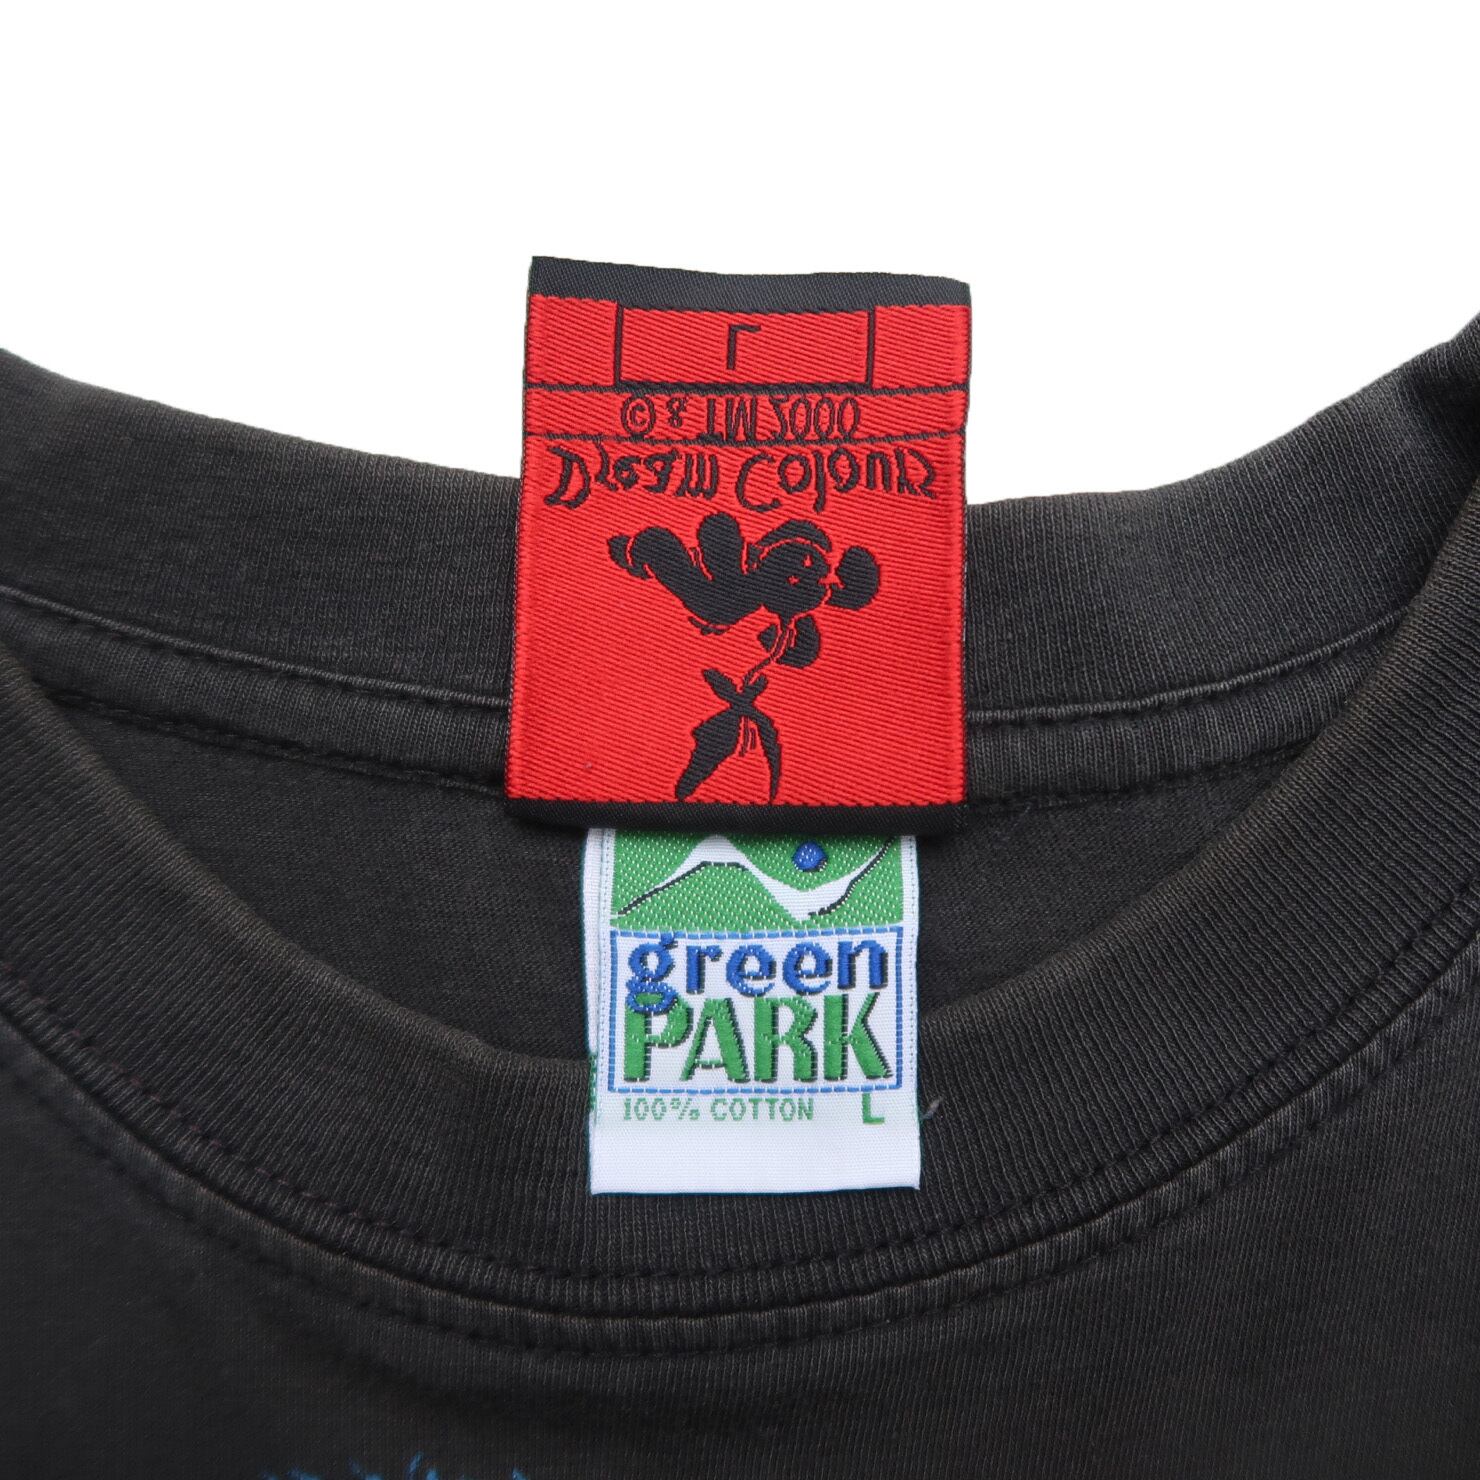 L
© & TM 2000
Dream Colours
green
PARK
100% COTTON L